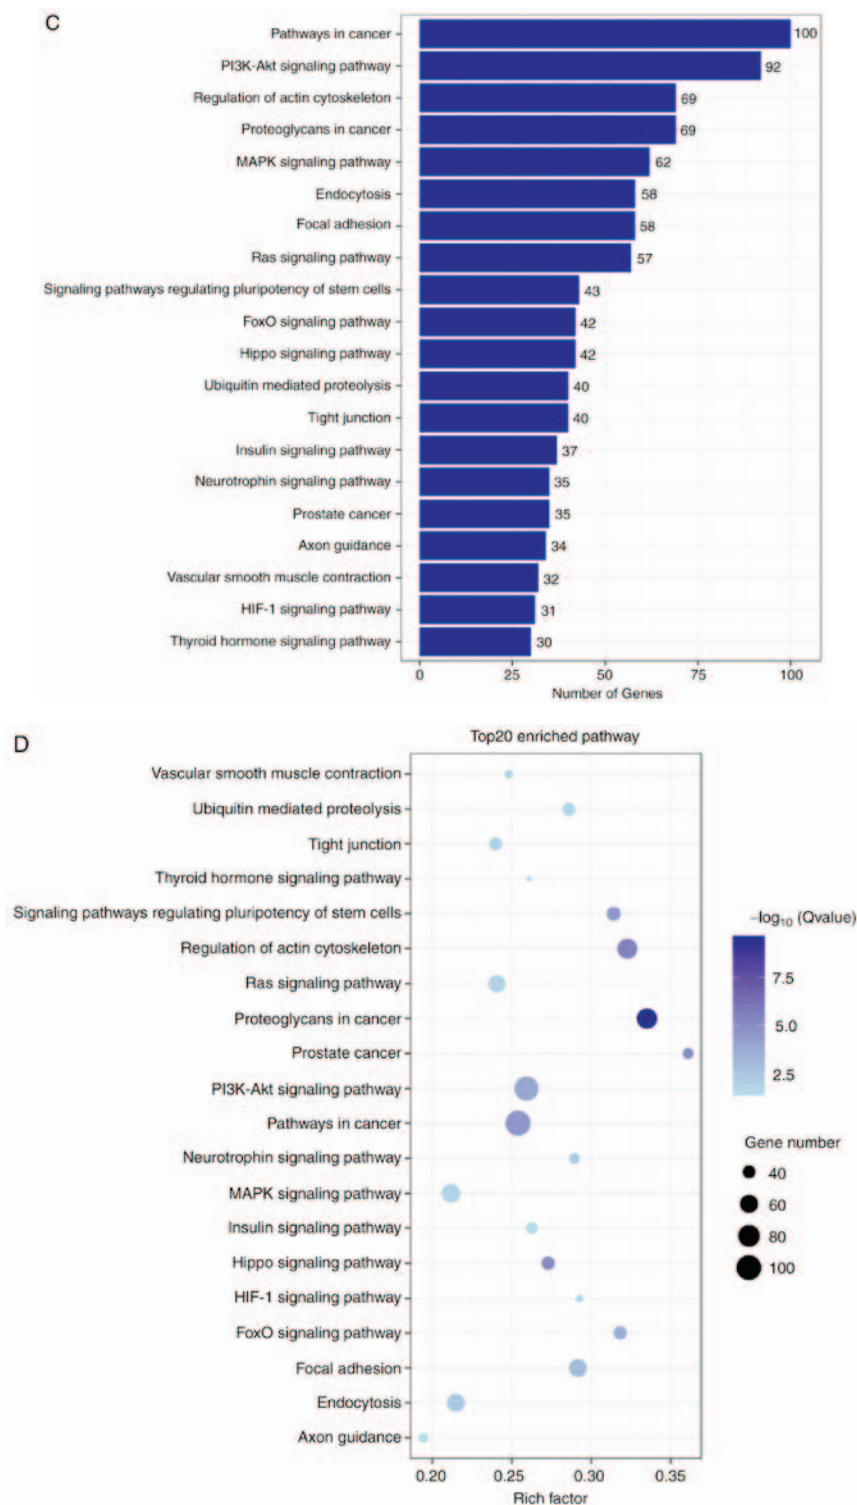 C
Pathways in cancer 100
PI3K-Akt signaling pathway 92
Regulation of actin cytoskeleton 69
Proteoglycans in cancer 69
MAPK signaling pathway 62
Endocytosis 58
Focal adhesion 58
Ras signaling pathway 57
Signaling pathways regulating pluripotency of stem cells 43
FoxO signaling pathway 42
Hippo signaling pathway 42
Ubiquitin mediated proteolysis 40
Tight junction 40
Insulin signaling pathway 37
Neurotrophin signaling pathway 35
Prostate cancer 35
Axon guidance 34
Vascular smooth muscle contraction 32
HIF-1 signaling pathway 31
Thyroid hormone signaling pathway 30
0 25 50 75 100
Number of Genes
D
Top20 enriched pathway
Vascular smooth muscle contraction
Ubiquitin mediated proteolysis
Tight junction
Thyroid hormone signaling pathway
Signaling pathways regulating pluripotency of stem cells
Regulation of actin cytoskeleton
Ras signaling pathway
Proteoglycans in cancer
Prostate cancer
PI3K-Akt signaling pathway
Pathways in cancer
Neurotrophin signaling pathway
MAPK signaling pathway
Insulin signaling pathway
Hippo signaling pathway
HIF-1 signaling pathway
FoxO signaling pathway
Focal adhesion
Endocytosis
Axon guidance
0.20 0.25 0.30 0.35
Rich factor
–log₁₀ (Qvalue)
7.5
5.0
2.5
Gene number
40
60
80
100